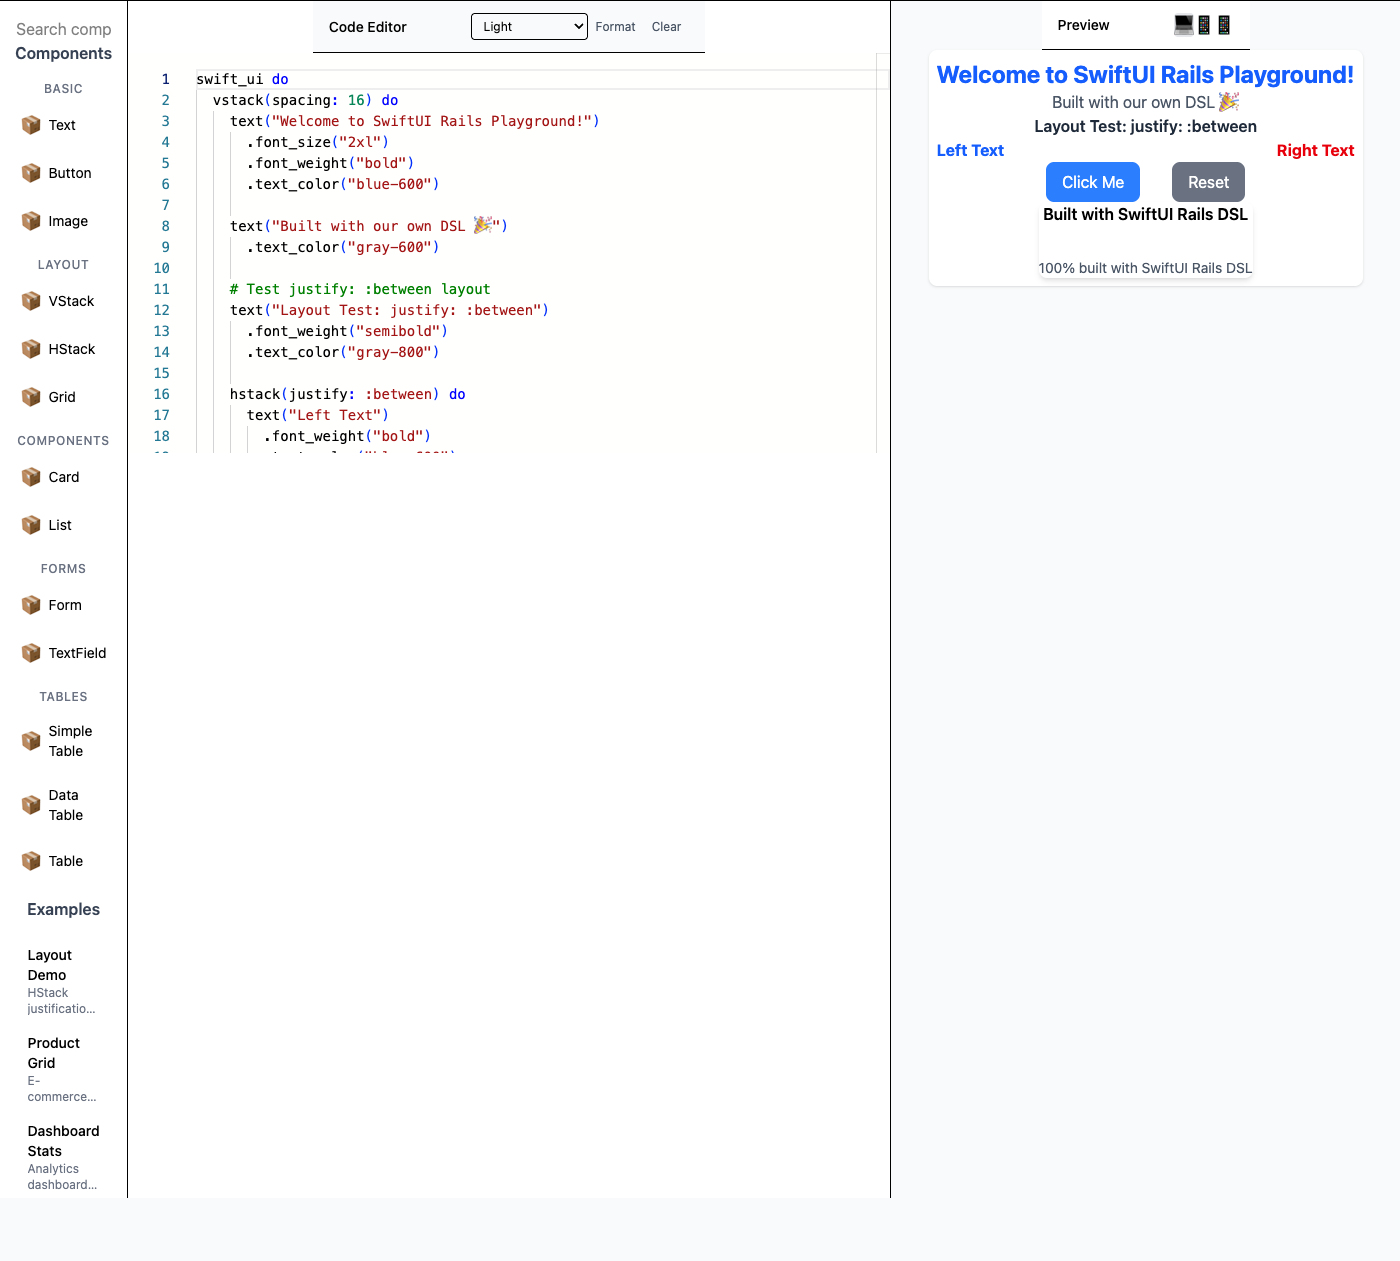 Search comp
Components
BASIC
Text
Button
Image
LAYOUT
VStack
HStack
Grid
COMPONENTS
Card
List
FORMS
Form
TextField
TABLES
Simple
Table
Data
Table
Table
Examples
Layout
Demo
HStack
justificatio...
Product
Grid
E-
commerce...
Dashboard
Stats
Analytics
dashboard...
Code Editor Light Format Clear
1 swift_ui do
2 vstack(spacing: 16) do
3 text("Welcome to SwiftUI Rails Playground!")
4 .font_size("2xl")
5 .font_weight("bold")
6 .text_color("blue-600")
7
8 text("Built with our own DSL 🎉")
9 .text_color("gray-600")
10
11 # Test justify: :between layout
12 text("Layout Test: justify: :between")
13 .font_weight("semibold")
14 .text_color("gray-800")
15
16 hstack(justify: :between) do
17 text("Left Text")
18 .font_weight("bold")
Preview 💻📱📱
Welcome to SwiftUI Rails Playground!
Built with our own DSL 🎉
Layout Test: justify: :between
Left Text Right Text
Click Me Reset
Built with SwiftUI Rails DSL
100% built with SwiftUI Rails DSL